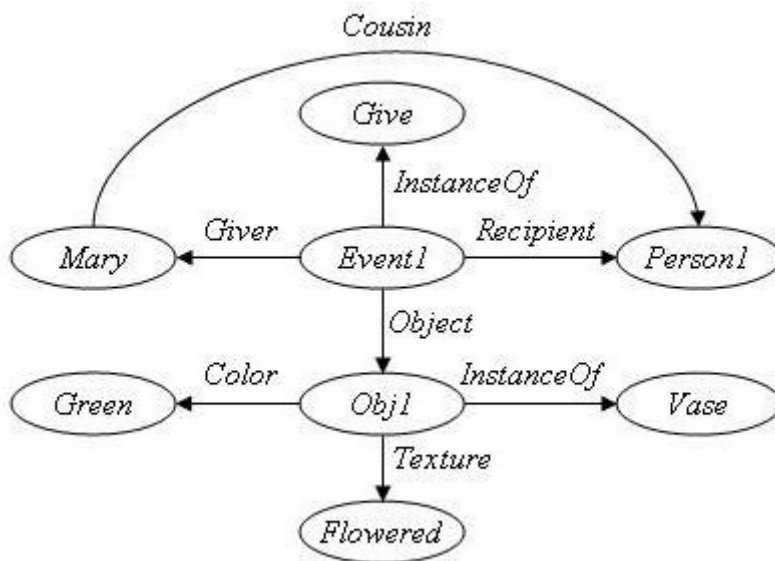 Cousin
Give
InstanceOf
Giver
Recipient
Mary
Event1
Person1
Object
Color
InstanceOf
Green
Obj1
Vase
Texture
Flowered